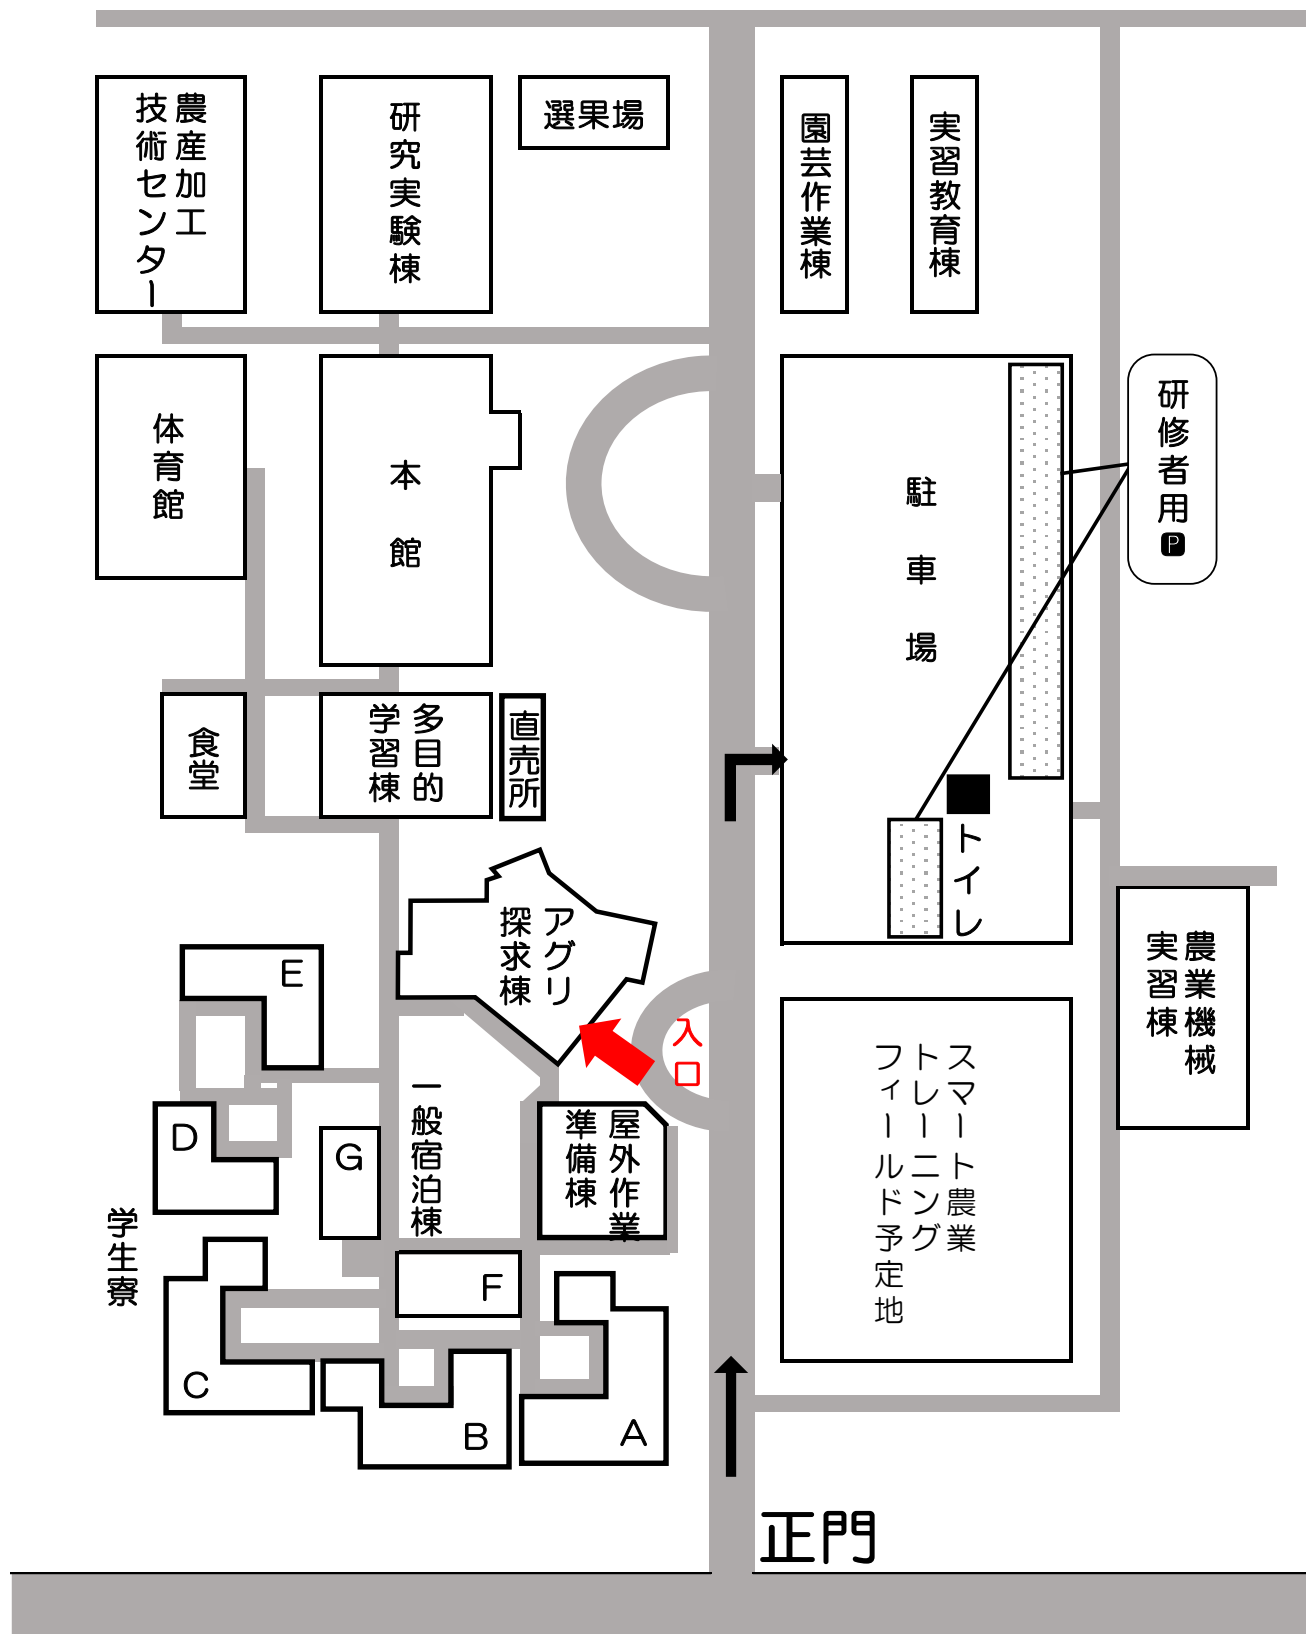 農産加工
技術センター
研究実験棟
選果場
園芸作業棟
実習教育棟
体育館
本館
駐車場
研修者用P
食堂
多目的
学習棟
直売所
トイレ
アグリ
探求棟
入口
農業機械
実習棟
E
D
G
一般宿泊棟
屋外作業
準備棟
スマート農業
トレーニング
フィールド予定地
学生寮
F
C
B
A
正門